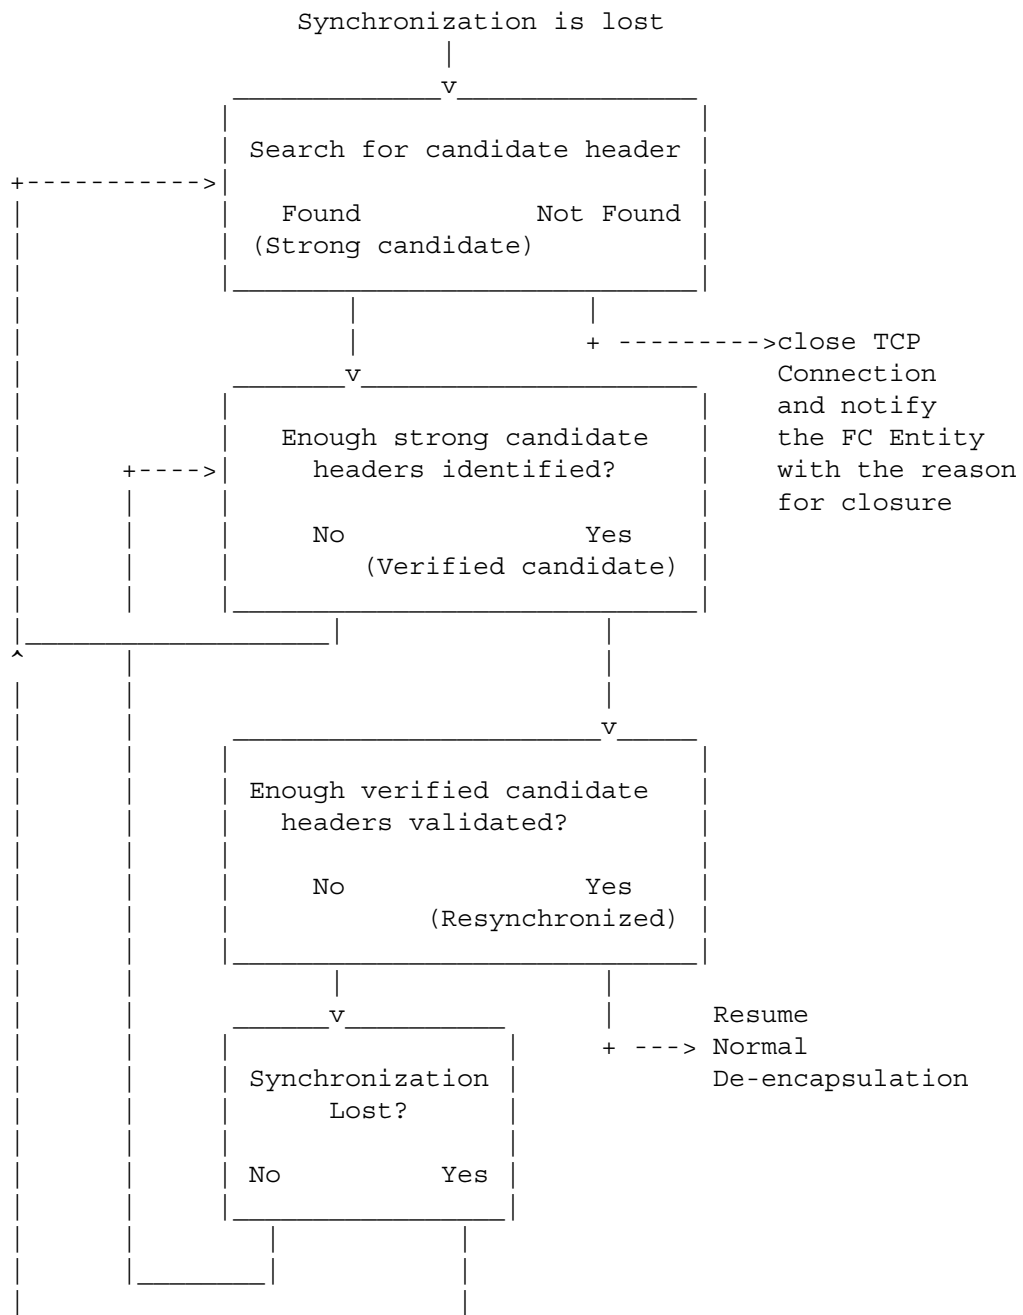 Synchronization is lost
Search for candidate header
Found Not Found
(Strong candidate)
close TCP
Connection
and notify
the FC Entity
with the reason
for closure
Enough strong candidate
headers identified?
No Yes
(Verified candidate)
Enough verified candidate
headers validated?
No Yes
(Resynchronized)
Resume
Normal
De-encapsulation
Synchronization
Lost?
No Yes